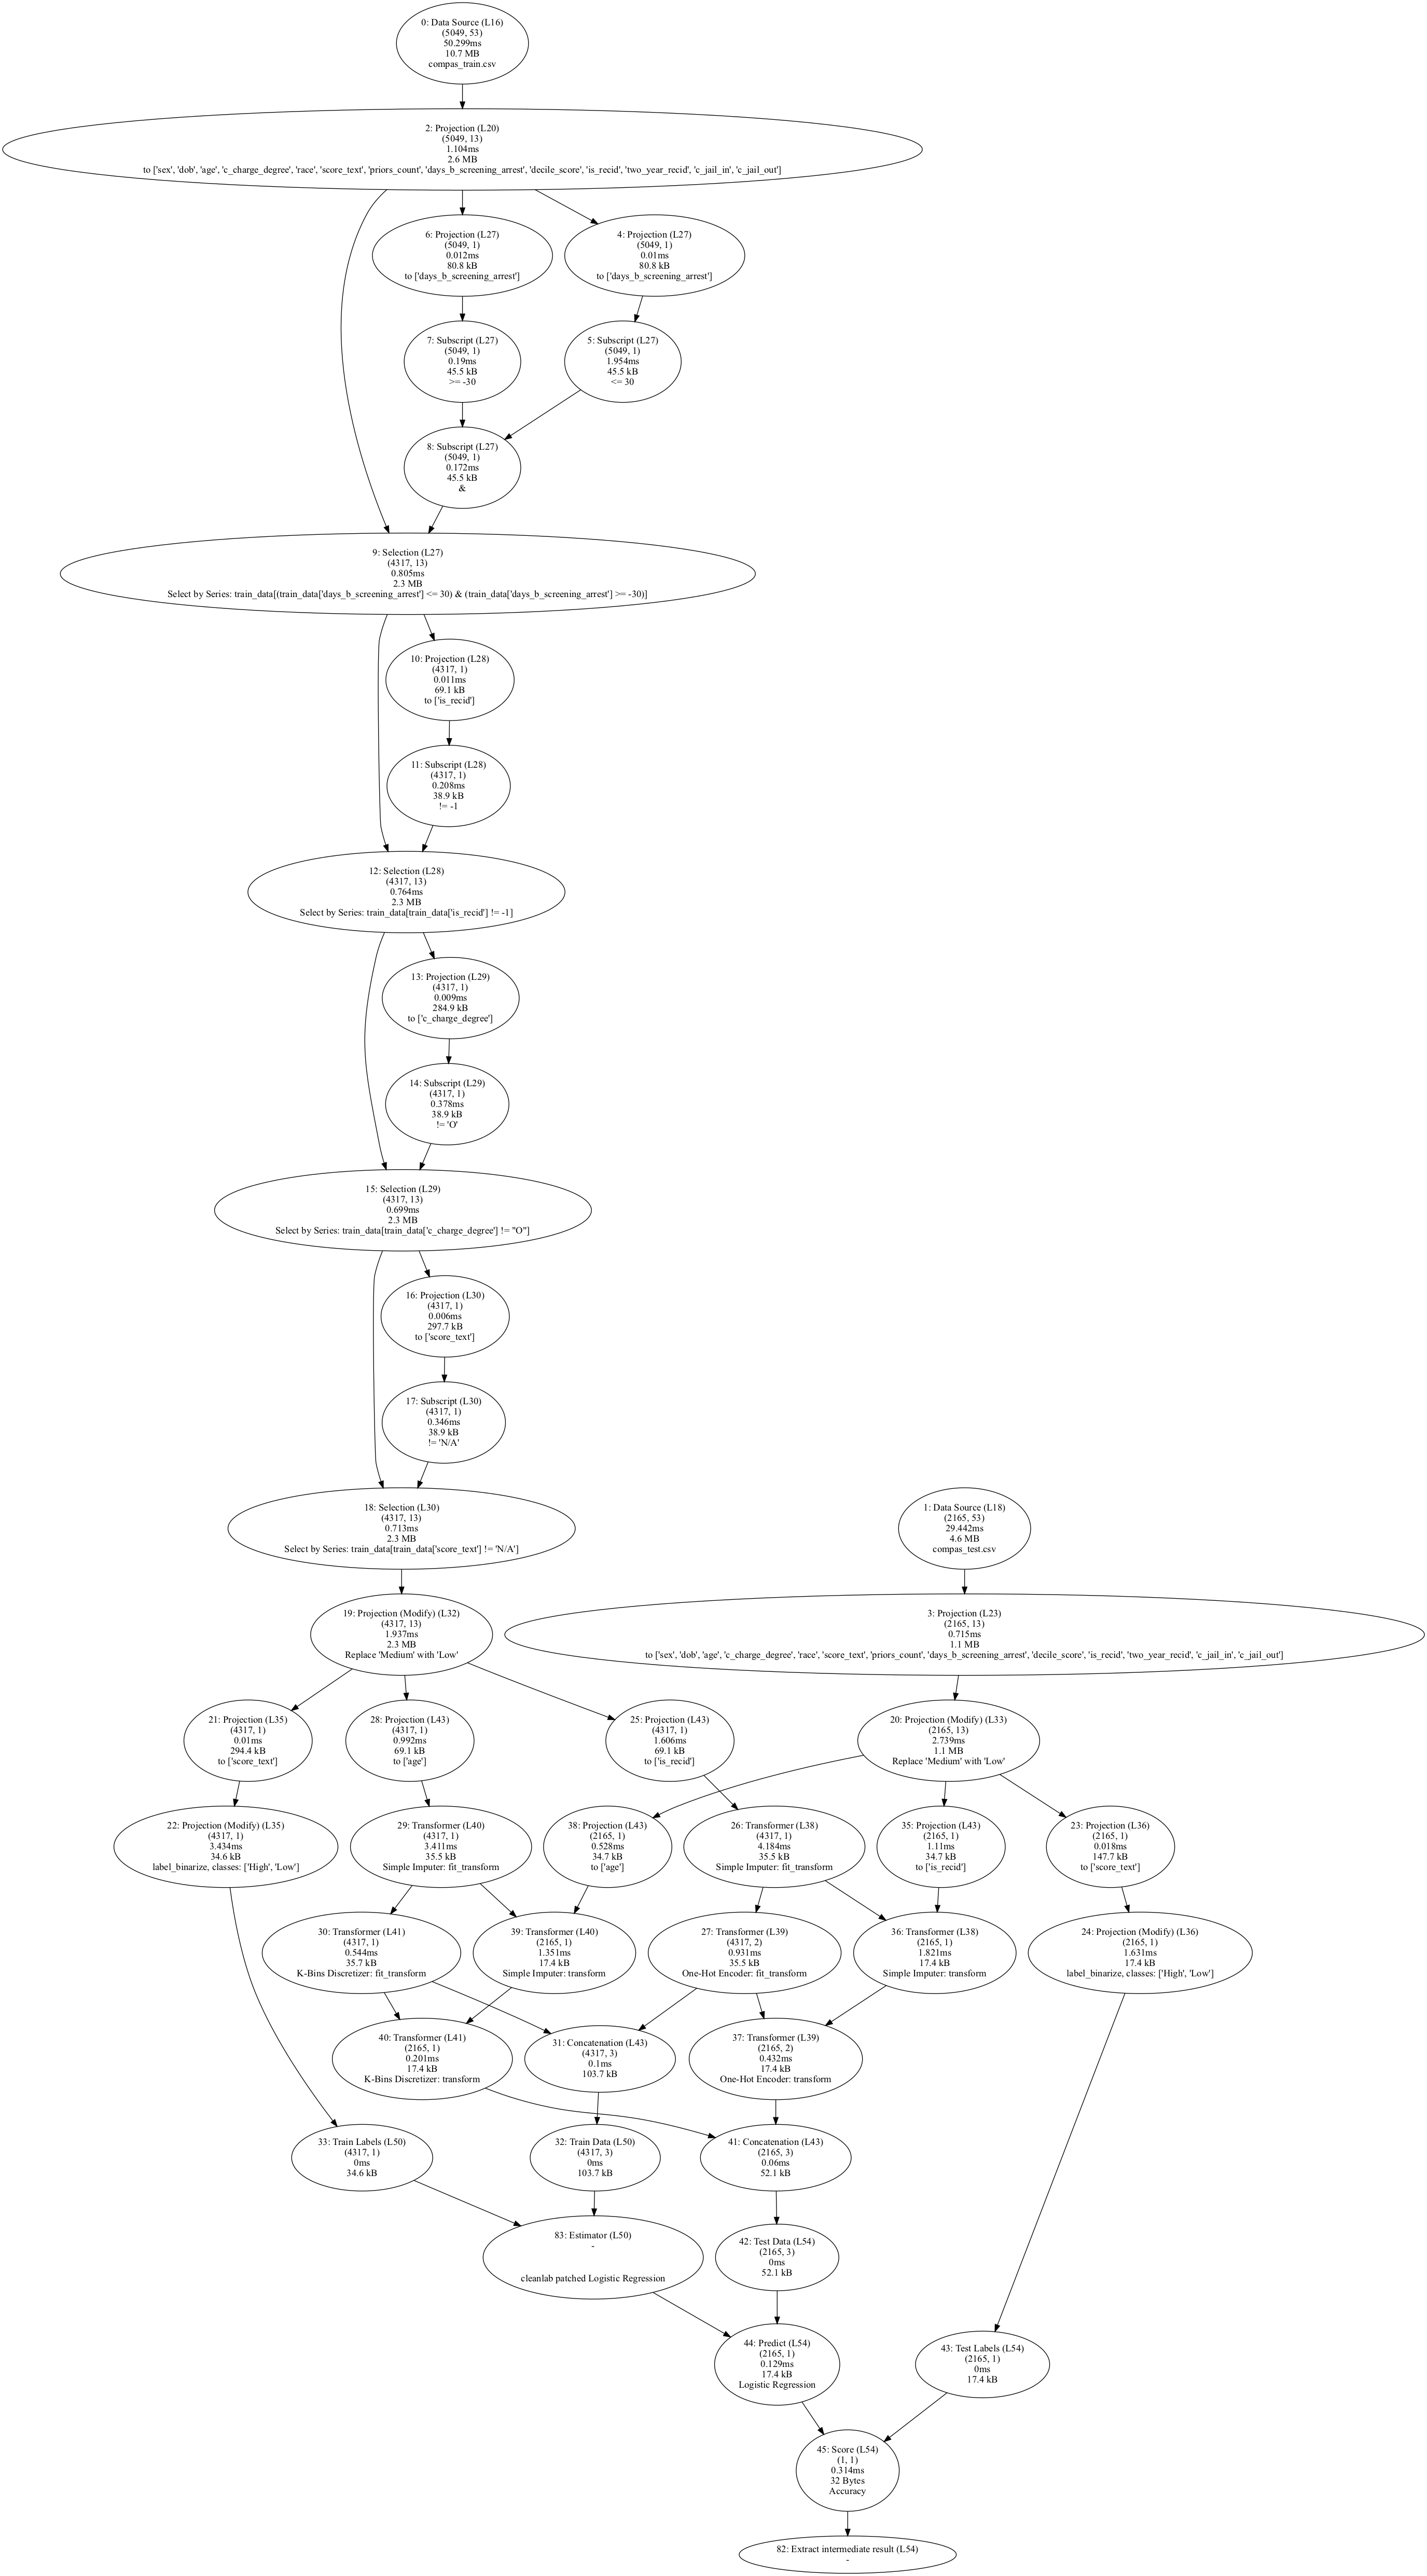 0: Data Source (L16)
(5049, 53)
50.299ms
10.7 MB
compas_train.csv
2: Projection (L20)
(5049, 13)
1.104ms
2.6 MB
to ['sex', 'dob', 'age', 'c_charge_degree', 'race', 'score_text', 'priors_count', 'days_b_screening_arrest', 'decile_score', 'is_recid', 'two_year_recid', 'c_jail_in', 'c_jail_out']
6: Projection (L27)
(5049, 1)
0.012ms
80.8 kB
to ['days_b_screening_arrest']
4: Projection (L27)
(5049, 1)
0.01ms
80.8 kB
to ['days_b_screening_arrest']
7: Subscript (L27)
(5049, 1)
0.19ms
45.5 kB
>= -30
5: Subscript (L27)
(5049, 1)
1.954ms
45.5 kB
<= 30
8: Subscript (L27)
(5049, 1)
0.172ms
45.5 kB
&
9: Selection (L27)
(4317, 13)
0.805ms
2.3 MB
Select by Series: train_data[(train_data['days_b_screening_arrest'] <= 30) & (train_data['days_b_screening_arrest'] >= -30)]
10: Projection (L28)
(4317, 1)
0.011ms
69.1 kB
to ['is_recid']
11: Subscript (L28)
(4317, 1)
0.208ms
38.9 kB
!= -1
12: Selection (L28)
(4317, 13)
0.764ms
2.3 MB
Select by Series: train_data[train_data['is_recid'] != -1]
13: Projection (L29)
(4317, 1)
0.009ms
284.9 kB
to ['c_charge_degree']
14: Subscript (L29)
(4317, 1)
0.378ms
38.9 kB
!= 'O'
15: Selection (L29)
(4317, 13)
0.699ms
2.3 MB
Select by Series: train_data[train_data['c_charge_degree'] != "O"]
16: Projection (L30)
(4317, 1)
0.006ms
297.7 kB
to ['score_text']
17: Subscript (L30)
(4317, 1)
0.346ms
38.9 kB
!= 'N/A'
18: Selection (L30)
(4317, 13)
0.713ms
2.3 MB
Select by Series: train_data[train_data['score_text'] != 'N/A']
1: Data Source (L18)
(2165, 53)
29.442ms
4.6 MB
compas_test.csv
19: Projection (Modify) (L32)
(4317, 13)
1.937ms
2.3 MB
Replace 'Medium' with 'Low'
3: Projection (L23)
(2165, 13)
0.715ms
1.1 MB
to ['sex', 'dob', 'age', 'c_charge_degree', 'race', 'score_text', 'priors_count', 'days_b_screening_arrest', 'decile_score', 'is_recid', 'two_year_recid', 'c_jail_in', 'c_jail_out']
21: Projection (L35)
(4317, 1)
0.01ms
294.4 kB
to ['score_text']
28: Projection (L43)
(4317, 1)
0.992ms
69.1 kB
to ['age']
25: Projection (L43)
(4317, 1)
1.606ms
69.1 kB
to ['is_recid']
20: Projection (Modify) (L33)
(2165, 13)
2.739ms
1.1 MB
Replace 'Medium' with 'Low'
22: Projection (Modify) (L35)
(4317, 1)
3.434ms
34.6 kB
label_binarize, classes: ['High', 'Low']
29: Transformer (L40)
(4317, 1)
3.411ms
35.5 kB
Simple Imputer: fit_transform
38: Projection (L43)
(2165, 1)
0.528ms
34.7 kB
to ['age']
26: Transformer (L38)
(4317, 1)
4.184ms
35.5 kB
Simple Imputer: fit_transform
35: Projection (L43)
(2165, 1)
1.11ms
34.7 kB
to ['is_recid']
23: Projection (L36)
(2165, 1)
0.018ms
147.7 kB
to ['score_text']
30: Transformer (L41)
(4317, 1)
0.544ms
35.7 kB
K-Bins Discretizer: fit_transform
39: Transformer (L40)
(2165, 1)
1.351ms
17.4 kB
Simple Imputer: transform
27: Transformer (L39)
(4317, 2)
0.931ms
35.5 kB
One-Hot Encoder: fit_transform
36: Transformer (L38)
(2165, 1)
1.821ms
17.4 kB
Simple Imputer: transform
24: Projection (Modify) (L36)
(2165, 1)
1.631ms
17.4 kB
label_binarize, classes: ['High', 'Low']
40: Transformer (L41)
(2165, 1)
0.201ms
17.4 kB
K-Bins Discretizer: transform
31: Concatenation (L43)
(4317, 3)
0.1ms
103.7 kB
37: Transformer (L39)
(2165, 2)
0.432ms
17.4 kB
One-Hot Encoder: transform
33: Train Labels (L50)
(4317, 1)
0ms
34.6 kB
32: Train Data (L50)
(4317, 3)
0ms
103.7 kB
41: Concatenation (L43)
(2165, 3)
0.06ms
52.1 kB
83: Estimator (L50)
-
cleanlab patched Logistic Regression
42: Test Data (L54)
(2165, 3)
0ms
52.1 kB
44: Predict (L54)
(2165, 1)
0.129ms
17.4 kB
Logistic Regression
43: Test Labels (L54)
(2165, 1)
0ms
17.4 kB
45: Score (L54)
(1, 1)
0.314ms
32 Bytes
Accuracy
82: Extract intermediate result (L54)
-